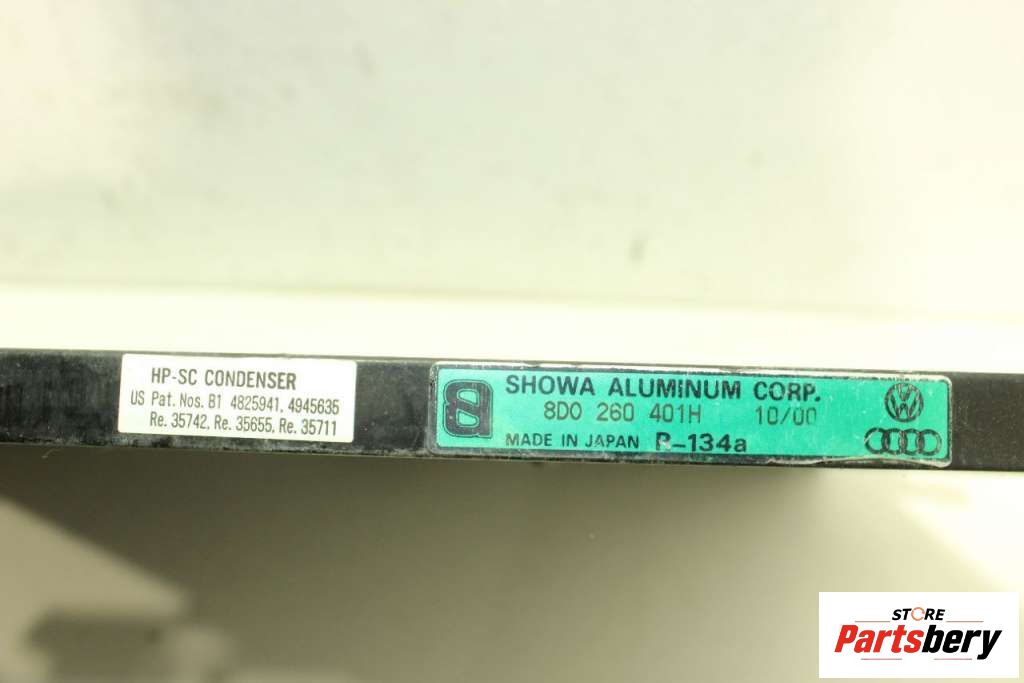 HP-SC CONDENSER
US Pat. Nos. B1 4825941, 4945635
Re. 35742, Re. 35655, Re. 35711
SHOWA ALUMINUM CORP.
8D0 260 401H 10/00
MADE IN JAPAN R-134a
STORE
Partsbery